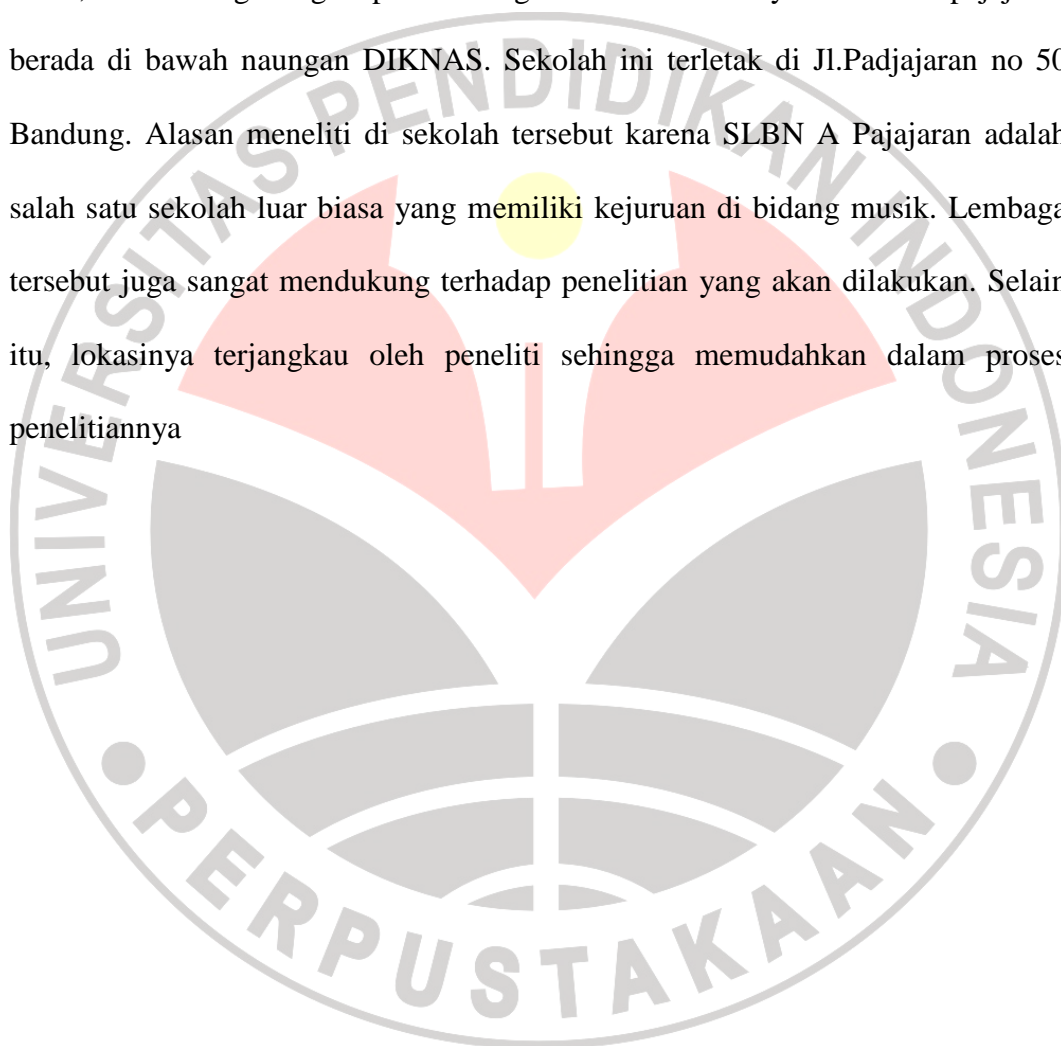 berada di bawah naungan DIKNAS. Sekolah ini terletak di Jl.Padjajaran no 50
Bandung. Alasan meneliti di sekolah tersebut karena SLBN A Pajajaran adalah
salah satu sekolah luar biasa yang memiliki kejuruan di bidang musik. Lembaga
tersebut juga sangat mendukung terhadap penelitian yang akan dilakukan. Selain
itu, lokasinya terjangkau oleh peneliti sehingga memudahkan dalam proses
penelitiannya
UNIVERSITAS PENDIDIKAN INDONESIA
PERPUSTAKAAN